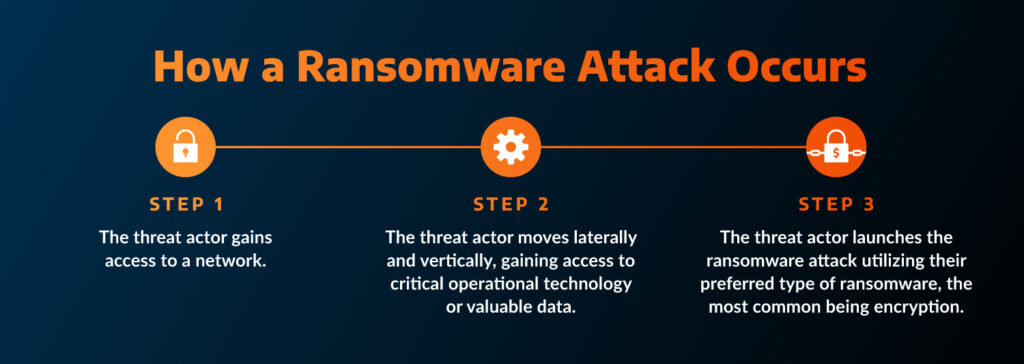 How a Ransomware Attack Occurs
STEP 1
The threat actor gains
access to a network.
STEP 2
The threat actor moves laterally
and vertically, gaining access to
critical operational technology
or valuable data.
$
STEP 3
The threat actor launches the
ransomware attack utilizing their
preferred type of ransomware, the
most common being encryption.